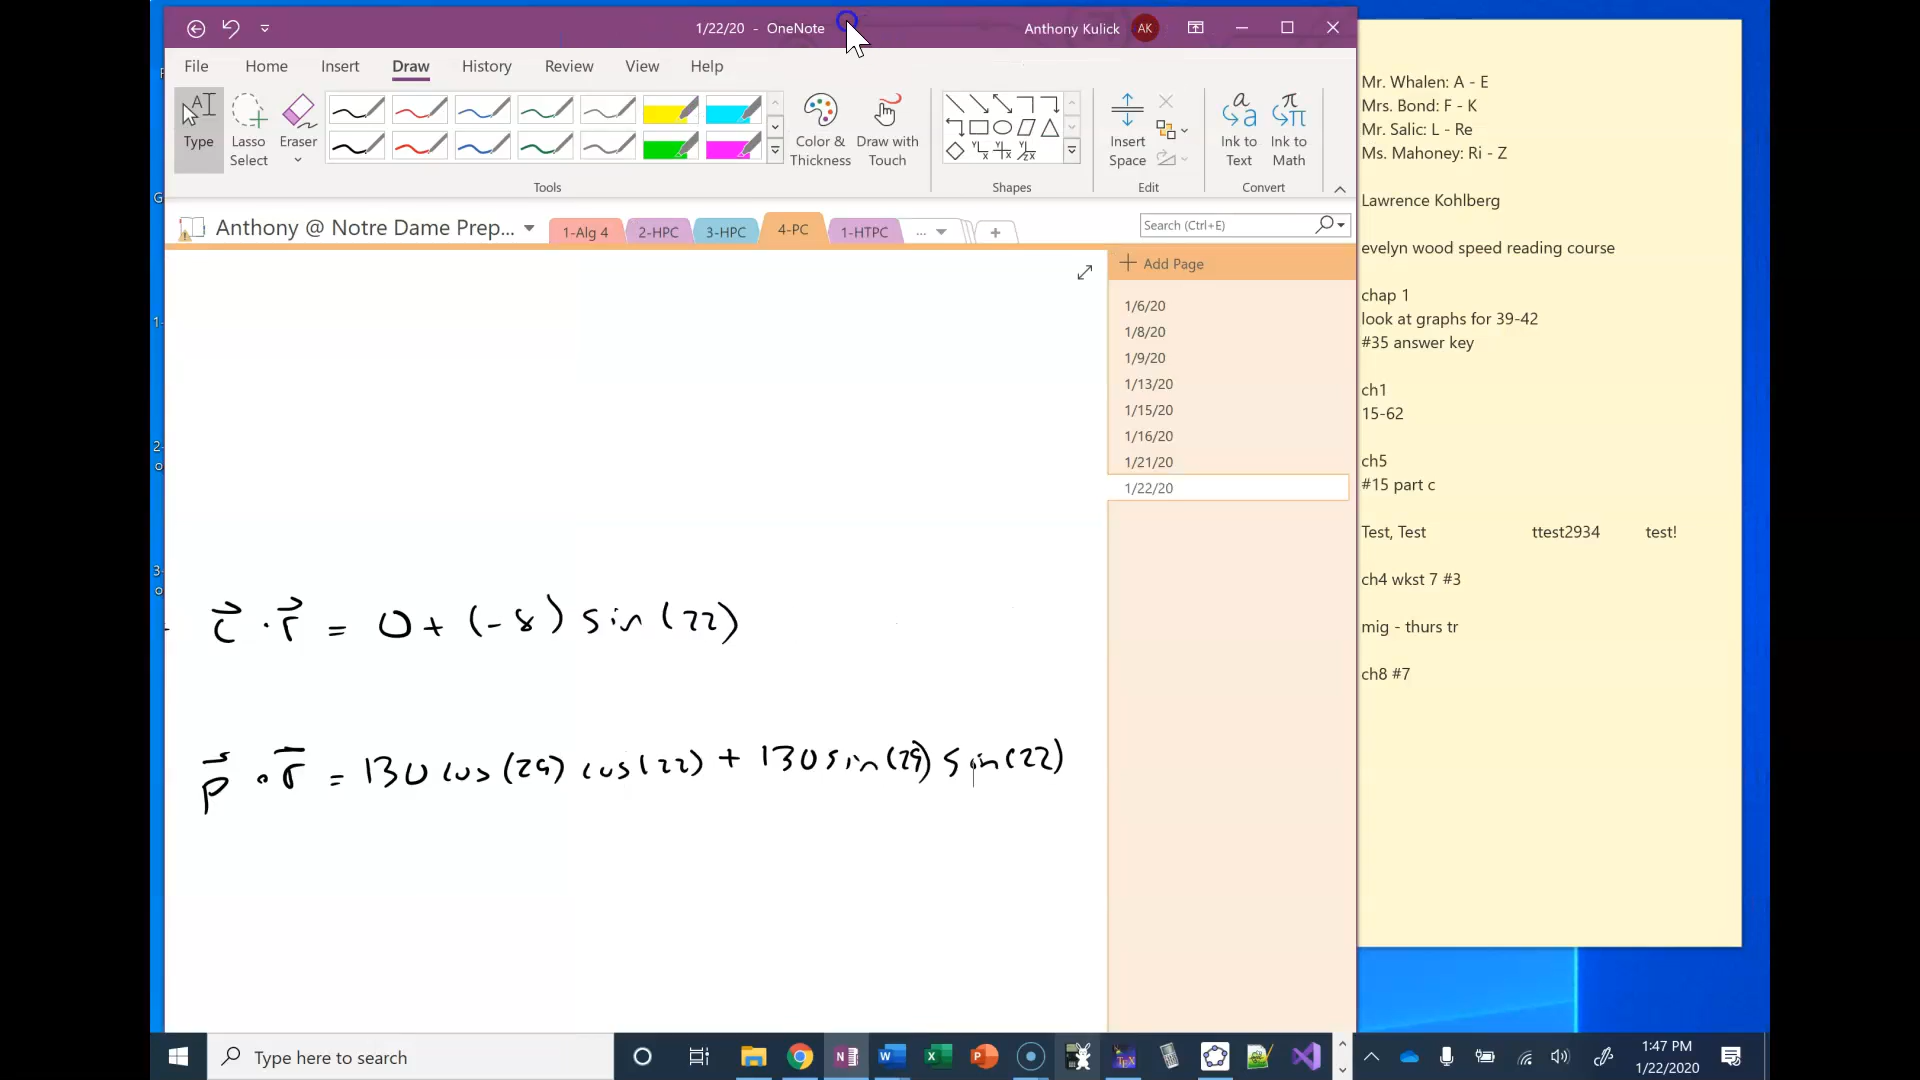 1/22/20 - OneNote
Anthony Kulick AK
File Home Insert Draw History Review View Help
Type
Lasso Select
Eraser
Color & Thickness
Draw with Touch
Insert Space
Ink to Text
Ink to Math
Tools
Shapes
Edit
Convert
Anthony @ Notre Dame Prep...
1-Alg 4
2-HPC
3-HPC
4-PC
1-HTPC
...
Search (Ctrl+E)
Add Page
1/6/20
1/8/20
1/9/20
1/13/20
1/15/20
1/16/20
1/21/20
1/22/20
c⃗ · r⃗ = 0 + (-8) sin(22)
p⃗ · r⃗ = 130 cos(29) cos(22) + 130 sin(29) sin(22)
Mr. Whalen: A - E
Mrs. Bond: F - K
Mr. Salic: L - Re
Ms. Mahoney: Ri - Z
Lawrence Kohlberg
evelyn wood speed reading course
chap 1
look at graphs for 39-42
#35 answer key
ch1
15-62
ch5
#15 part c
Test, Test ttest2934 test!
ch4 wkst 7 #3
mig - thurs tr
ch8 #7
Type here to search
1:47 PM
1/22/2020